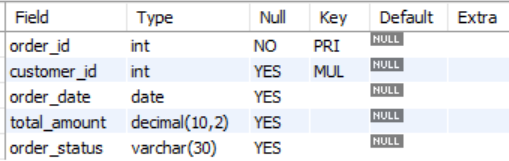 Field Type Null Key Default Extra
order_id int NO PRI NULL
customer_id int YES MUL NULL
order_date date YES NULL
total_amount decimal(10,2) YES NULL
order_status varchar(30) YES NULL